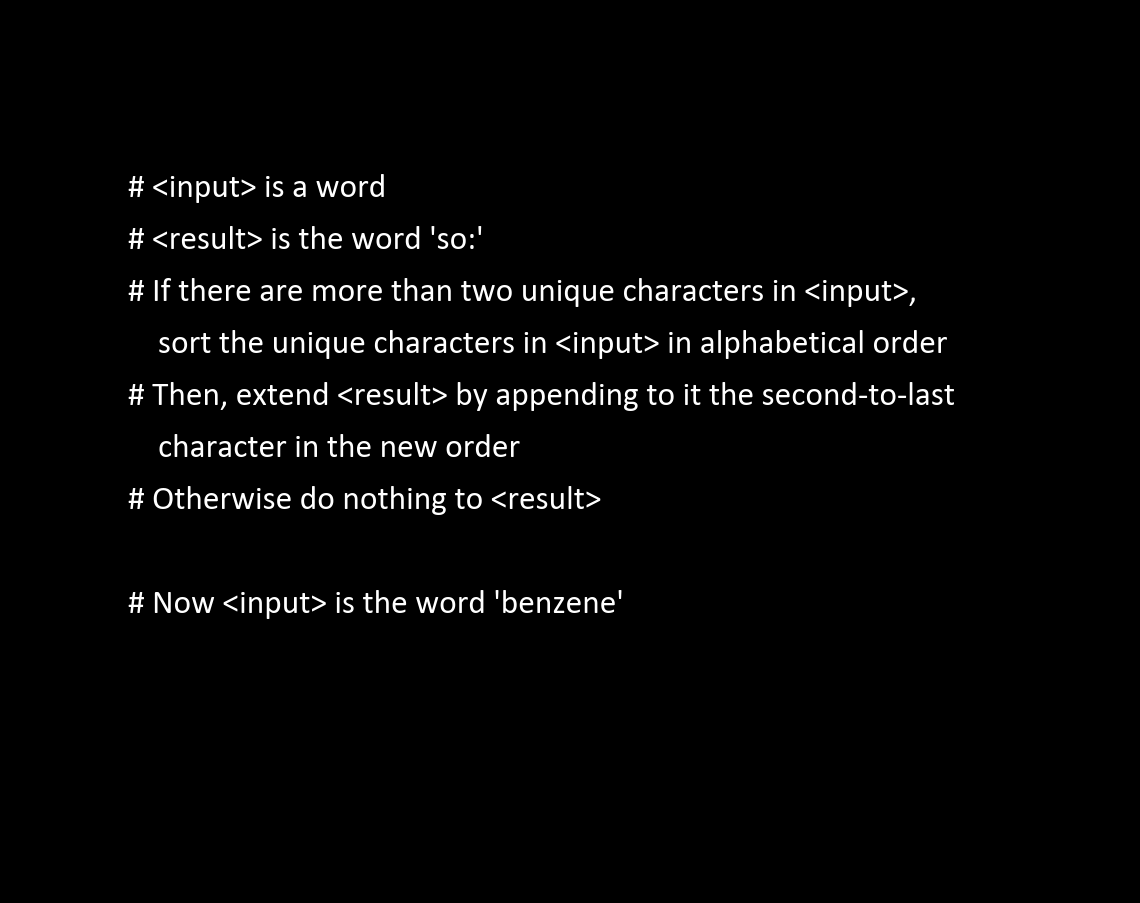 # <input> is a word
# <result> is the word 'so:'
# If there are more than two unique characters in <input>,
sort the unique characters in <input> in alphabetical order
# Then, extend <result> by appending to it the second-to-last
character in the new order
# Otherwise do nothing to <result>
# Now <input> is the word 'benzene'